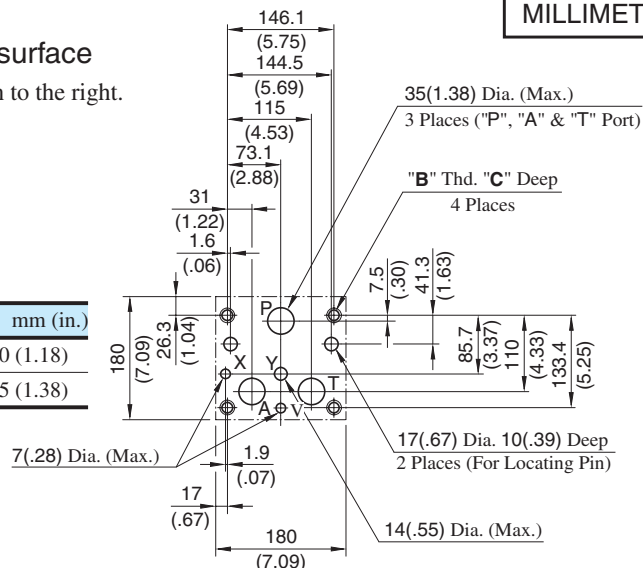 MILLIMET
surface
n to the right.
mm (in.)
0 (1.18)
5 (1.38)
146.1
(5.75)
144.5
(5.69)
115
(4.53)
73.1
(2.88)
31
(1.22)
1.6
(.06)
35(1.38) Dia. (Max.)
3 Places ("P", "A" & "T" Port)
"B" Thd. "C" Deep
4 Places
7.5
(.30)
41.3
(1.63)
180
(7.09)
26.3
(1.04)
P
X
Y
T
A
V
85.7
(3.37)
110
(4.33)
133.4
(5.25)
7(.28) Dia. (Max.)
1.9
(.07)
17
(.67)
17(.67) Dia. 10(.39) Deep
2 Places (For Locating Pin)
14(.55) Dia. (Max.)
180
(7.09)